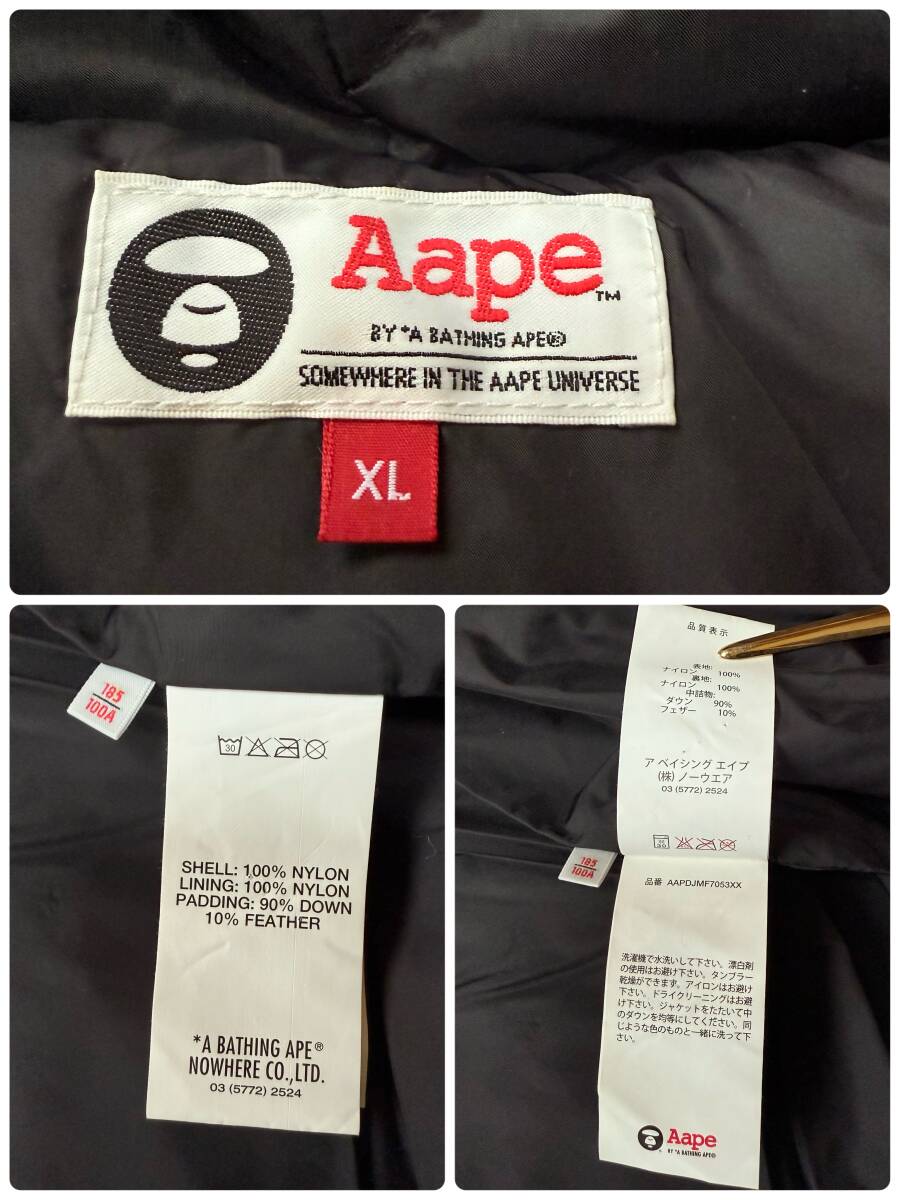 Aape™
BY *A BATHING APE®
SOMEWHERE IN THE AAPE UNIVERSE
XL
185
100A
30
SHELL: 100% NYLON
LINING: 100% NYLON
PADDING: 90% DOWN
10% FEATHER
*A BATHING APE®
NOWHERE CO.,LTD.
03 (5772) 2524
品質表示
表地:
ナイロン 100%
裏地:
ナイロン 100%
中詰物:
ダウン 90%
フェザー 10%
ア ベイシング エイプ
(株) ノーウエア
03 (5772) 2524
185
100A
品番 AAPDJMF7053XX
洗濯機で水洗いして下さい。漂白剤
の使用はお避け下さい。タンブラー
乾燥ができます。アイロンはお避け
下さい。ドライクリーニングはお避
け下さい。ジャケットをたたいて中
のダウンを均等にしてください。同
じような色のものと一緒に洗って下
さい。
Aape
BY *A BATHING APE®